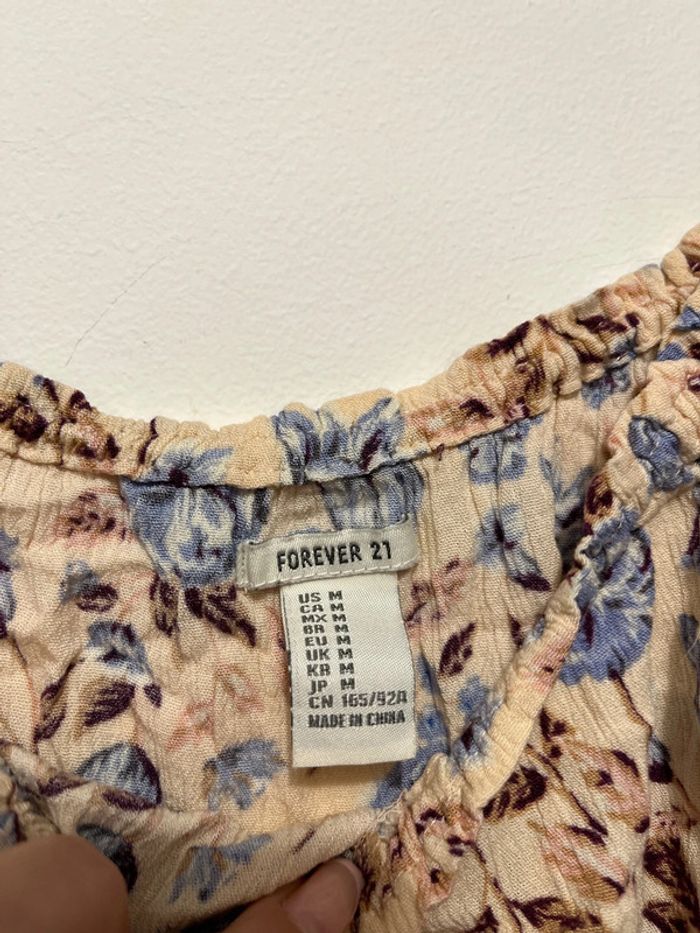 FOREVER 21
US M
CA M
MX M
BR M
EU M
UK M
KR M
JP M
CN 165/92A
MADE IN CHINA